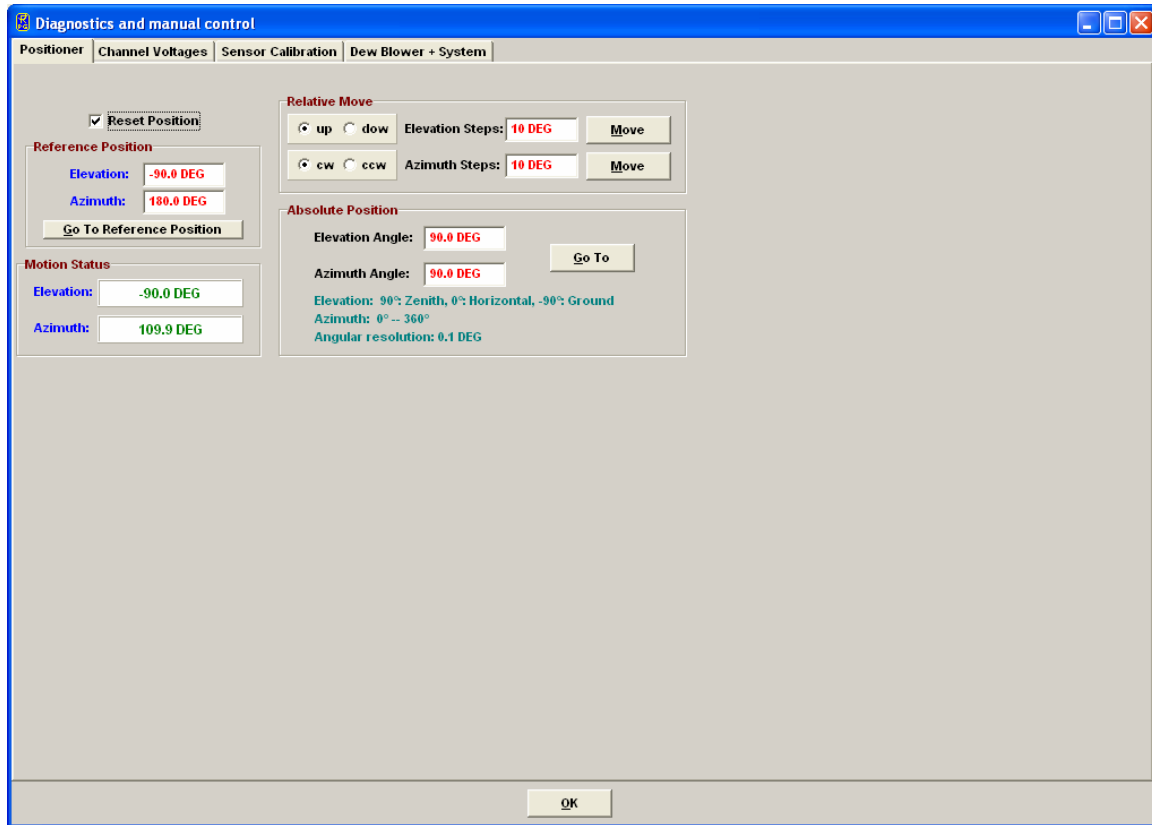 Diagnostics and manual control
Positioner Channel Voltages Sensor Calibration Dew Blower + System
Reset Position
Reference Position
Elevation: -90.0 DEG
Azimuth: 180.0 DEG
Go To Reference Position
Motion Status
Elevation: -90.0 DEG
Azimuth: 109.9 DEG
Relative Move
up dow Elevation Steps: 10 DEG Move
cw ccw Azimuth Steps: 10 DEG Move
Absolute Position
Elevation Angle: 90.0 DEG
Go To
Azimuth Angle: 90.0 DEG
Elevation: 90°: Zenith, 0°: Horizontal, -90°: Ground
Azimuth: 0° -- 360°
Angular resolution: 0.1 DEG
OK